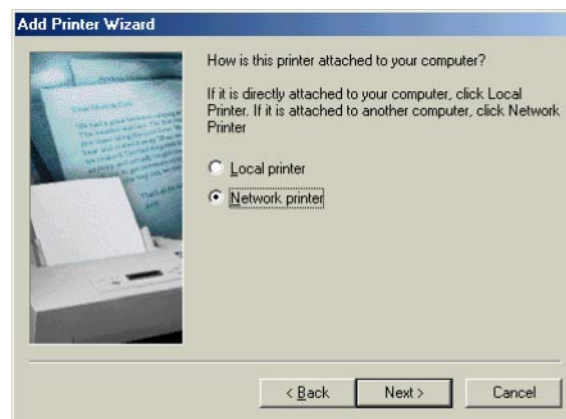 Add Printer Wizard
How is this printer attached to your computer?
If it is directly attached to your computer, click Local
Printer. If it is attached to another computer, click Network
Printer
Local printer
Network printer
< Back
Next >
Cancel